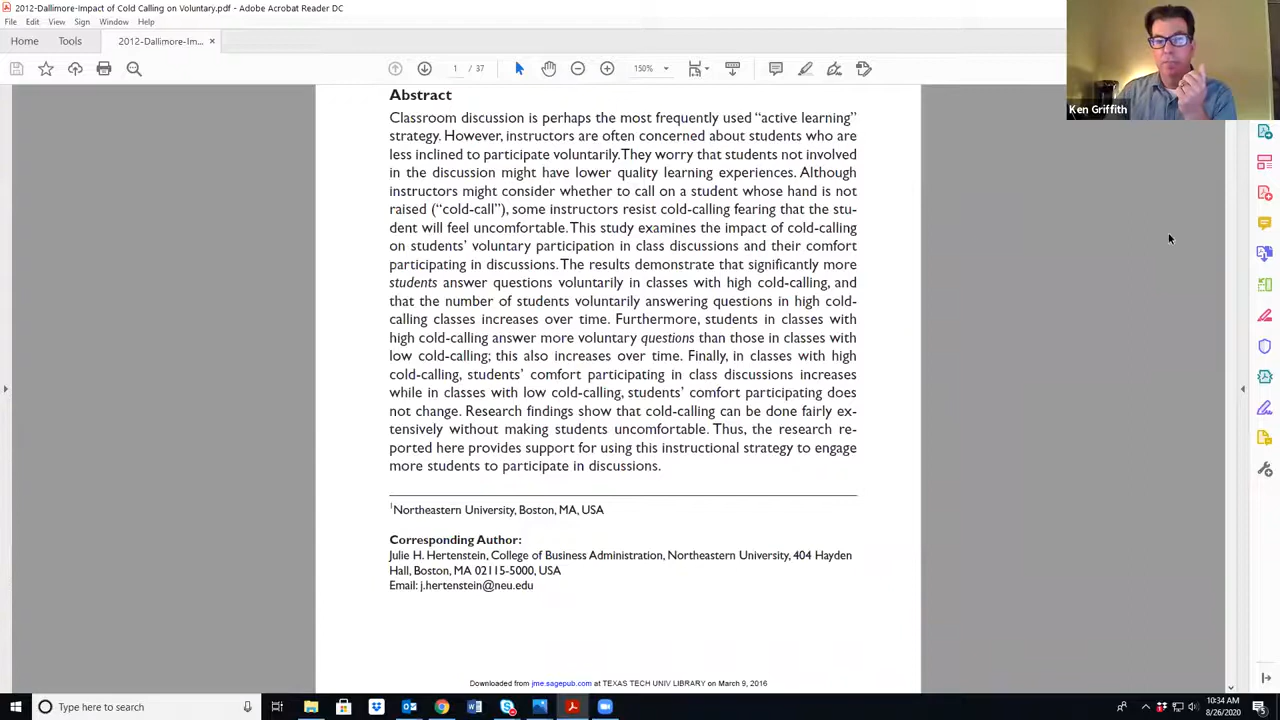 2012-Dallimore-Impact of Cold Calling on Voluntary.pdf - Adobe Acrobat Reader DC
File Edit View Sign Window Help
Home Tools 2012-Dallimore-Im... ×
1 / 37 150%
Ken Griffith
Abstract
Classroom discussion is perhaps the most frequently used “active learning”
strategy. However, instructors are often concerned about students who are
less inclined to participate voluntarily. They worry that students not involved
in the discussion might have lower quality learning experiences. Although
instructors might consider whether to call on a student whose hand is not
raised (“cold-call”), some instructors resist cold-calling fearing that the stu-
dent will feel uncomfortable. This study examines the impact of cold-calling
on students’ voluntary participation in class discussions and their comfort
participating in discussions. The results demonstrate that significantly more
students answer questions voluntarily in classes with high cold-calling, and
that the number of students voluntarily answering questions in high cold-
calling classes increases over time. Furthermore, students in classes with
high cold-calling answer more voluntary questions than those in classes with
low cold-calling; this also increases over time. Finally, in classes with high
cold-calling, students’ comfort participating in class discussions increases
while in classes with low cold-calling, students’ comfort participating does
not change. Research findings show that cold-calling can be done fairly ex-
tensively without making students uncomfortable. Thus, the research re-
ported here provides support for using this instructional strategy to engage
more students to participate in discussions.
1Northeastern University, Boston, MA, USA
Corresponding Author:
Julie H. Hertenstein, College of Business Administration, Northeastern University, 404 Hayden
Hall, Boston, MA 02115-5000, USA
Email: j.hertenstein@neu.edu
Downloaded from jme.sagepub.com at TEXAS TECH UNIV LIBRARY on March 9, 2016
Type here to search
10:34 AM
8/26/2020